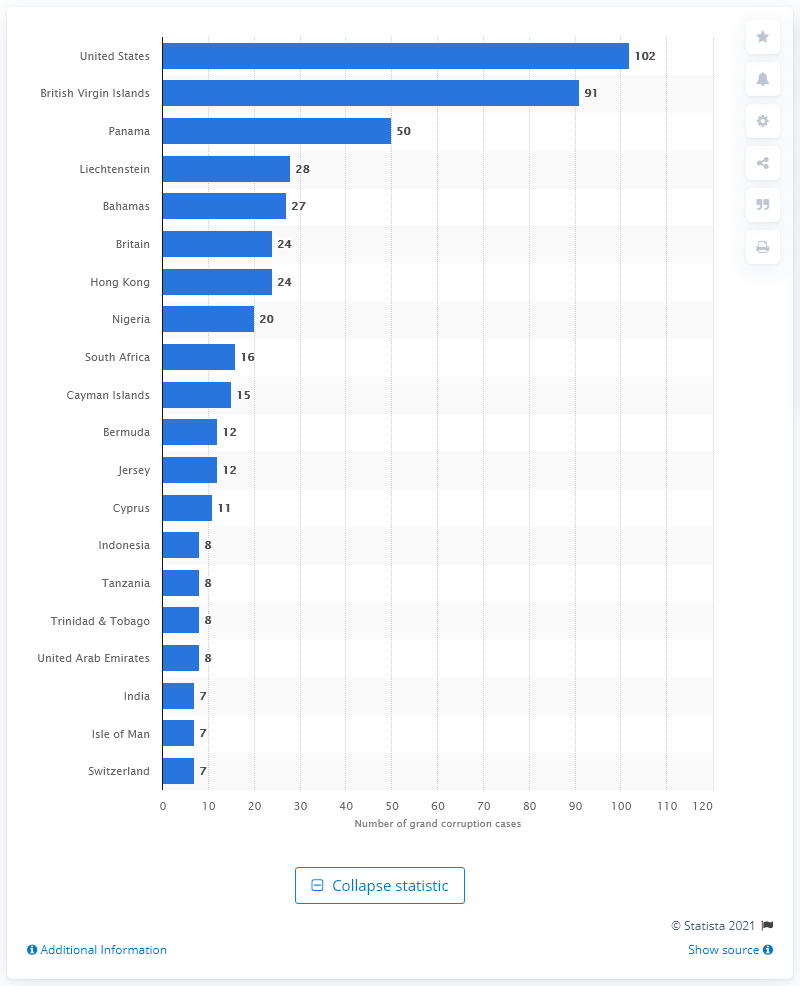 United States 102
British Virgin Islands 91
Panama 50
Liechtenstein 28
Bahamas 27
Britain 24
Hong Kong 24
Nigeria 20
South Africa 16
Cayman Islands 15
Bermuda 12
Jersey 12
Cyprus 11
Indonesia 8
Tanzania 8
Trinidad & Tobago 8
United Arab Emirates 8
India 7
Isle of Man 7
Switzerland 7
0 10 20 30 40 50 60 70 80 90 100 110 120
Number of grand corruption cases
Collapse statistic
© Statista 2021
Additional Information Show source